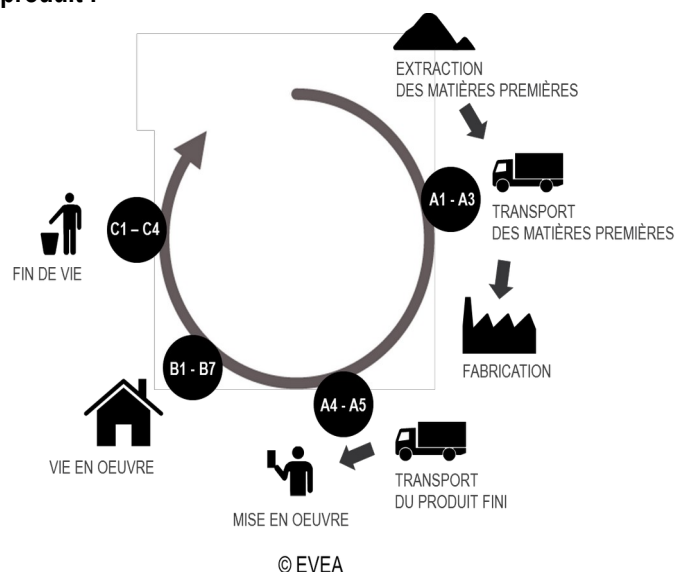 produit :
EXTRACTION
DES MATIÈRES PREMIÈRES
A1 - A3
TRANSPORT
DES MATIÈRES PREMIÈRES
C1 – C4
FIN DE VIE
FABRICATION
B1 - B7
A4 - A5
VIE EN OEUVRE
TRANSPORT
DU PRODUIT FINI
MISE EN OEUVRE
© EVEA